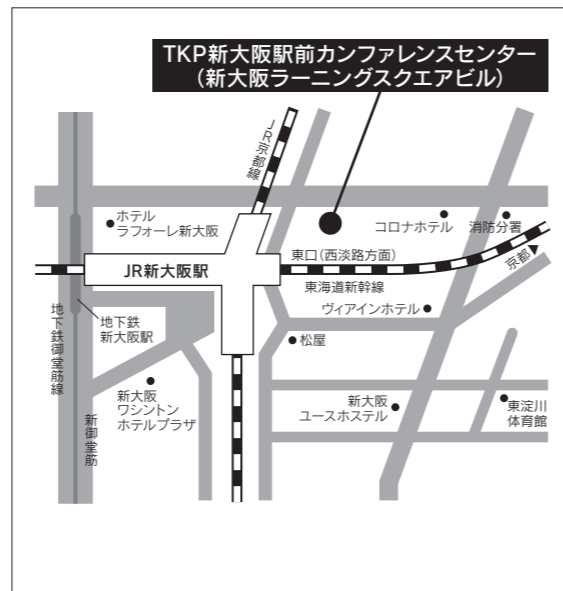 TKP新大阪駅前カンファレンスセンター
(新大阪ラーニングスクエアビル)
JR京都線
ホテル
ラフォーレ新大阪
コロナホテル
消防分署
東口(西淡路方面)
京都▶
JR新大阪駅
東海道新幹線
ヴィアインホテル
地下鉄御堂筋線
地下鉄
新大阪駅
松屋
新大阪
ワシントン
ホテルプラザ
新大阪
ユースホステル
東淀川
体育館
新御堂筋